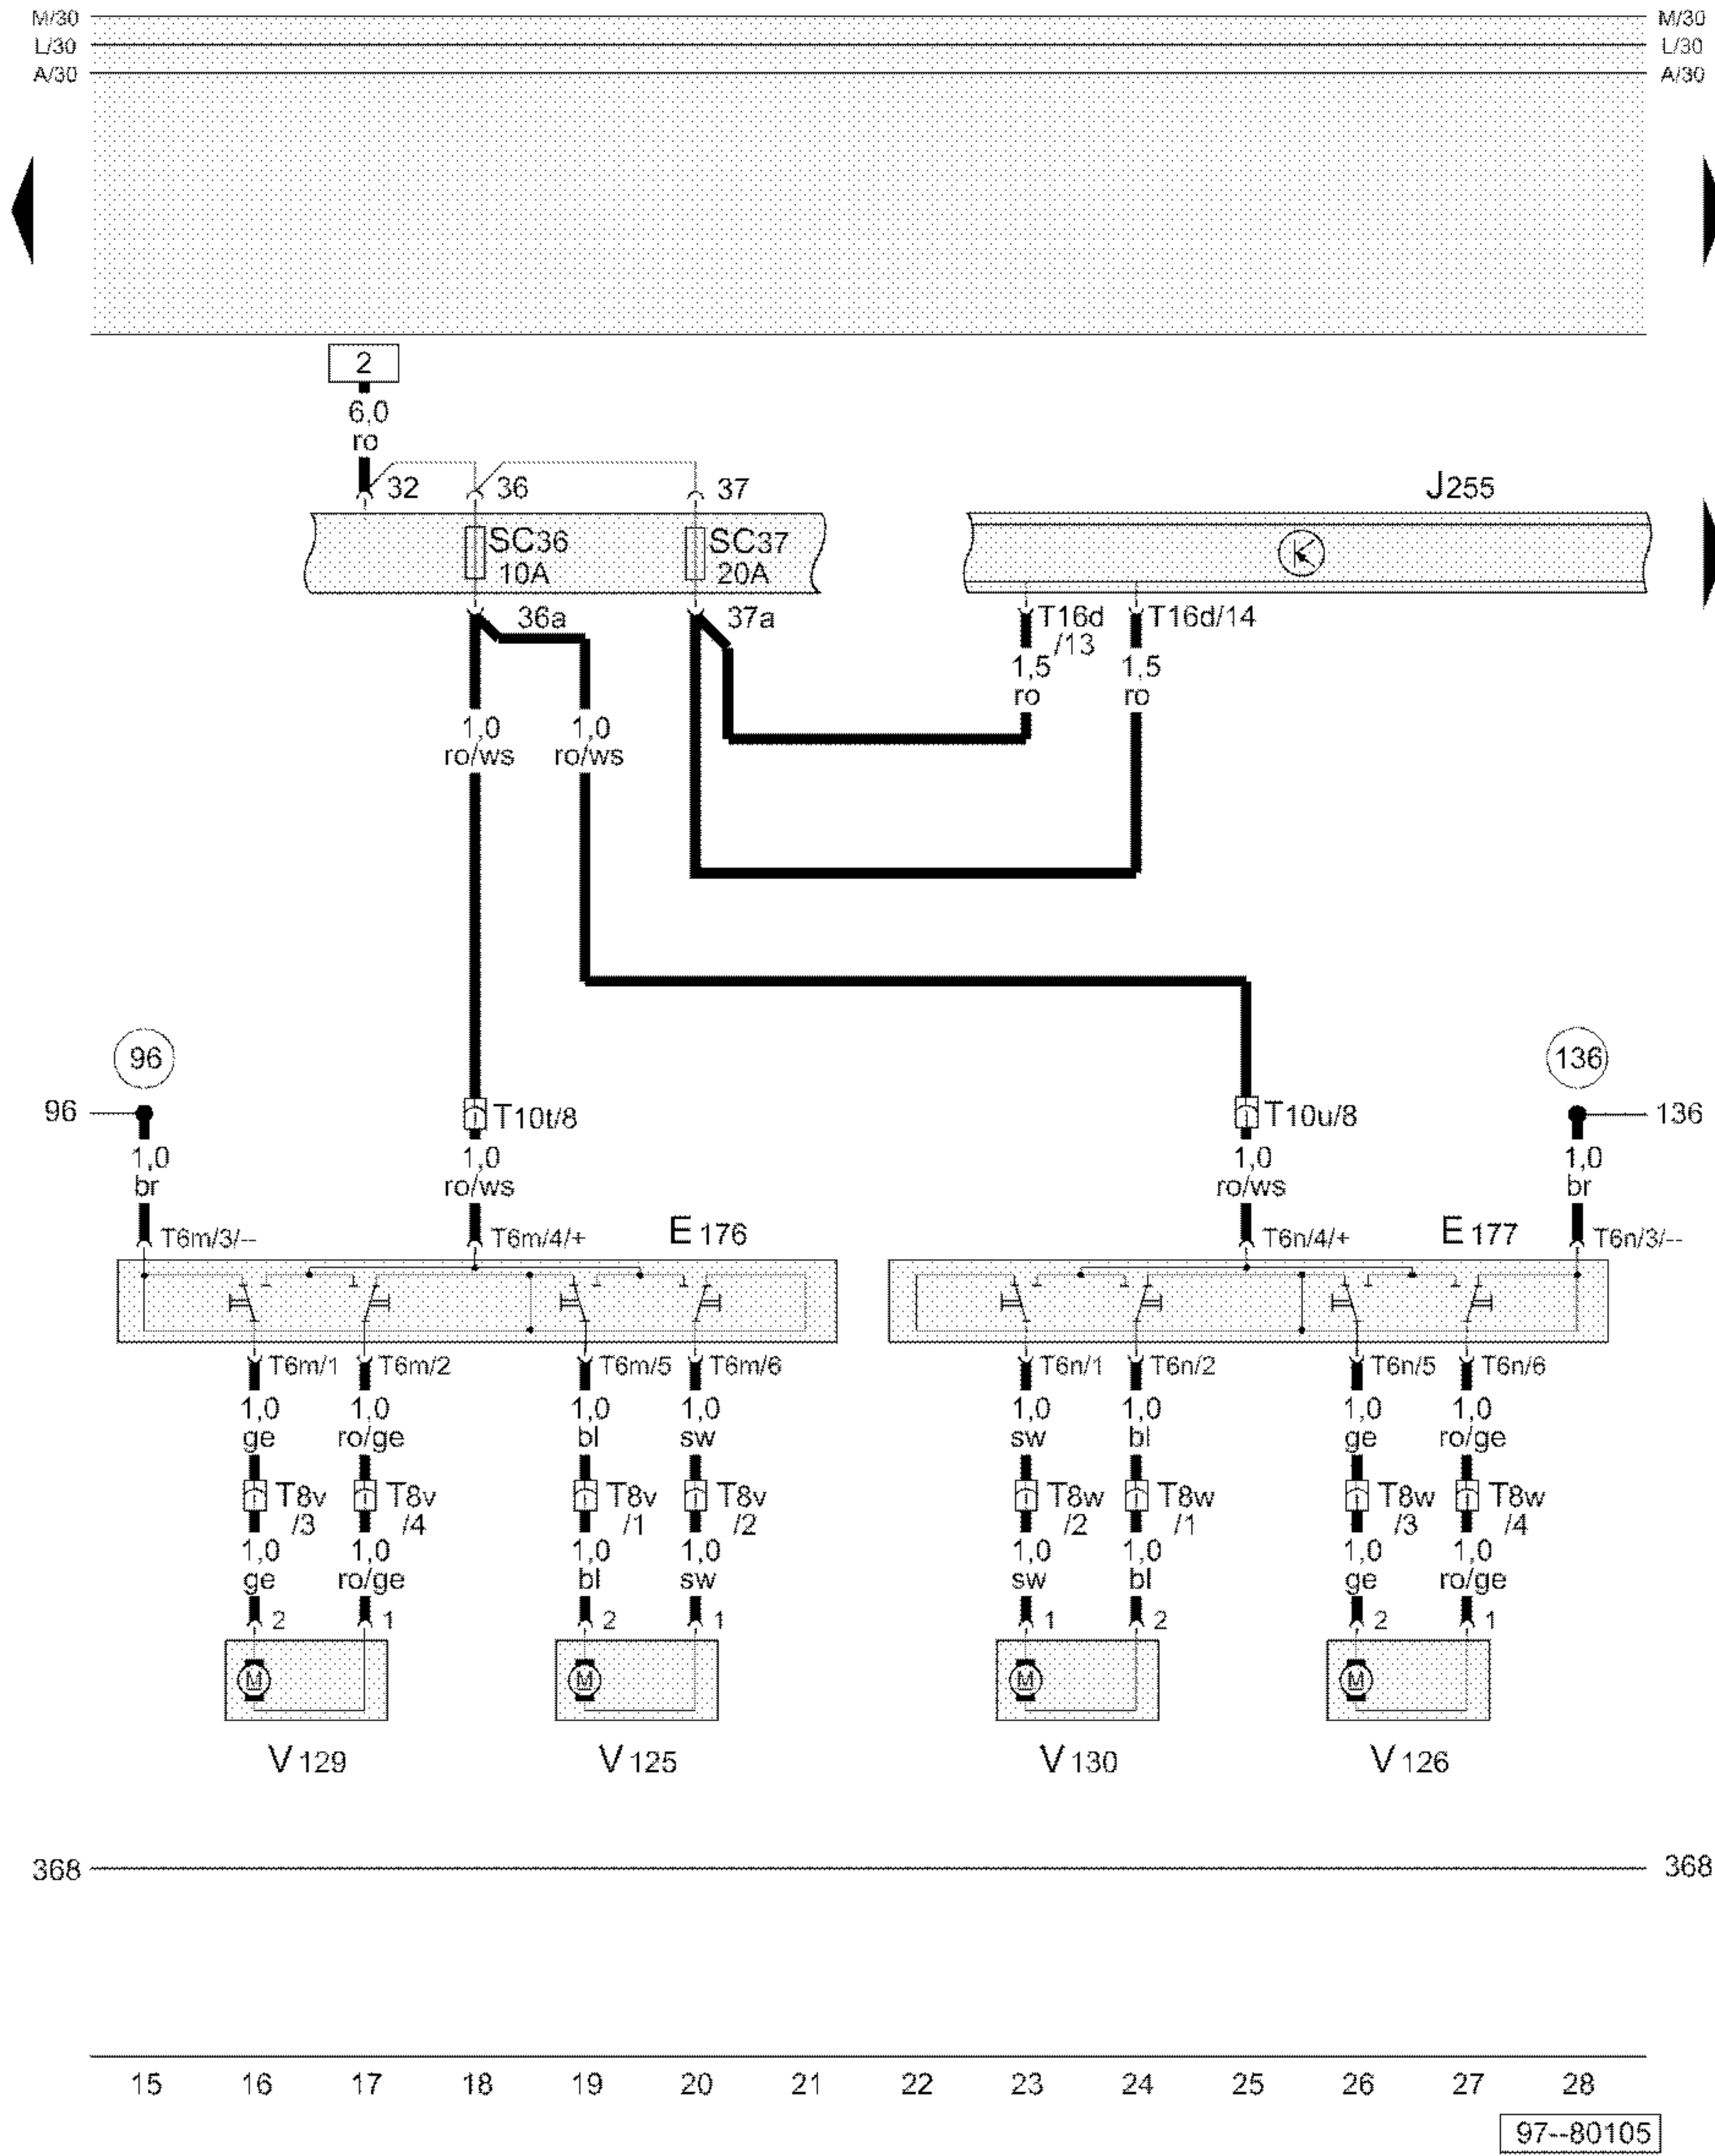 M/30 M/30
L/30 L/30
A/30 A/30
2
6,0
ro
32 36 37 J255
SC36 SC37
10A 20A
36a 37a T16d T16d/14
/13
1,5 1,5
ro ro
1,0 1,0
ro/ws ro/ws
96 136
96 T10t/8 T10u/8 136
1,0 1,0 1,0 1,0
br ro/ws ro/ws br
T6m/3/-- T6m/4/+ E176 T6n/4/+ E177 T6n/3/--
T6m/1 T6m/2 T6m/5 T6m/6 T6n/1 T6n/2 T6n/5 T6n/6
1,0 1,0 1,0 1,0 1,0 1,0 1,0 1,0
ge ro/ge bl sw sw bl ge ro/ge
T8v T8v T8v T8v T8w T8w T8w T8w
/3 /4 /1 /2 /2 /1 /3 /4
1,0 1,0 1,0 1,0 1,0 1,0 1,0 1,0
ge ro/ge bl sw sw bl ge ro/ge
2 1 2 1 1 2 2 1
M M M M
V129 V125 V130 V126
368 368
15 16 17 18 19 20 21 22 23 24 25 26 27 28
97--80105